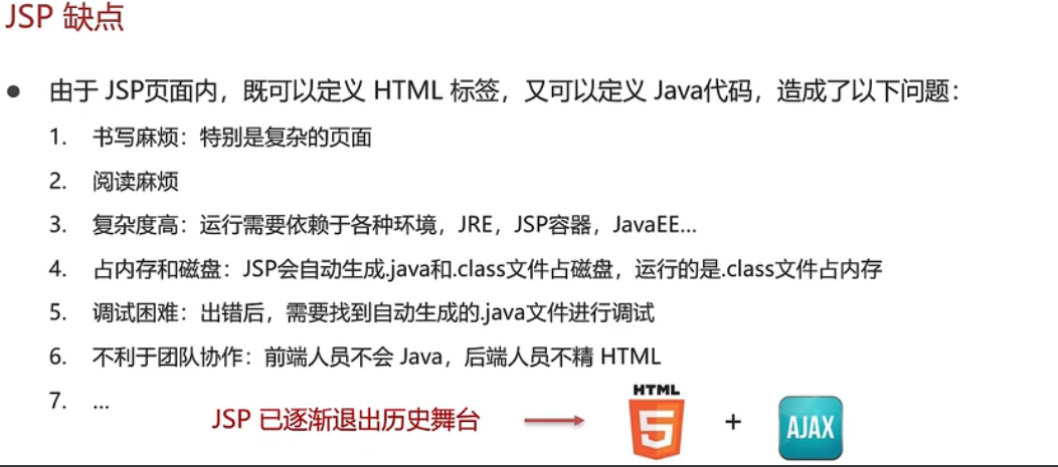 JSP 缺点
● 由于 JSP页面内，既可以定义 HTML 标签，又可以定义 Java代码，造成了以下问题：
1. 书写麻烦：特别是复杂的页面
2. 阅读麻烦
3. 复杂度高：运行需要依赖于各种环境，JRE，JSP容器，JavaEE...
4. 占内存和磁盘：JSP会自动生成.java和.class文件占磁盘，运行的是.class文件占内存
5. 调试困难：出错后，需要找到自动生成的.java文件进行调试
6. 不利于团队协作：前端人员不会 Java，后端人员不精 HTML
7. ...
JSP 已逐渐退出历史舞台 HTML 5 + AJAX